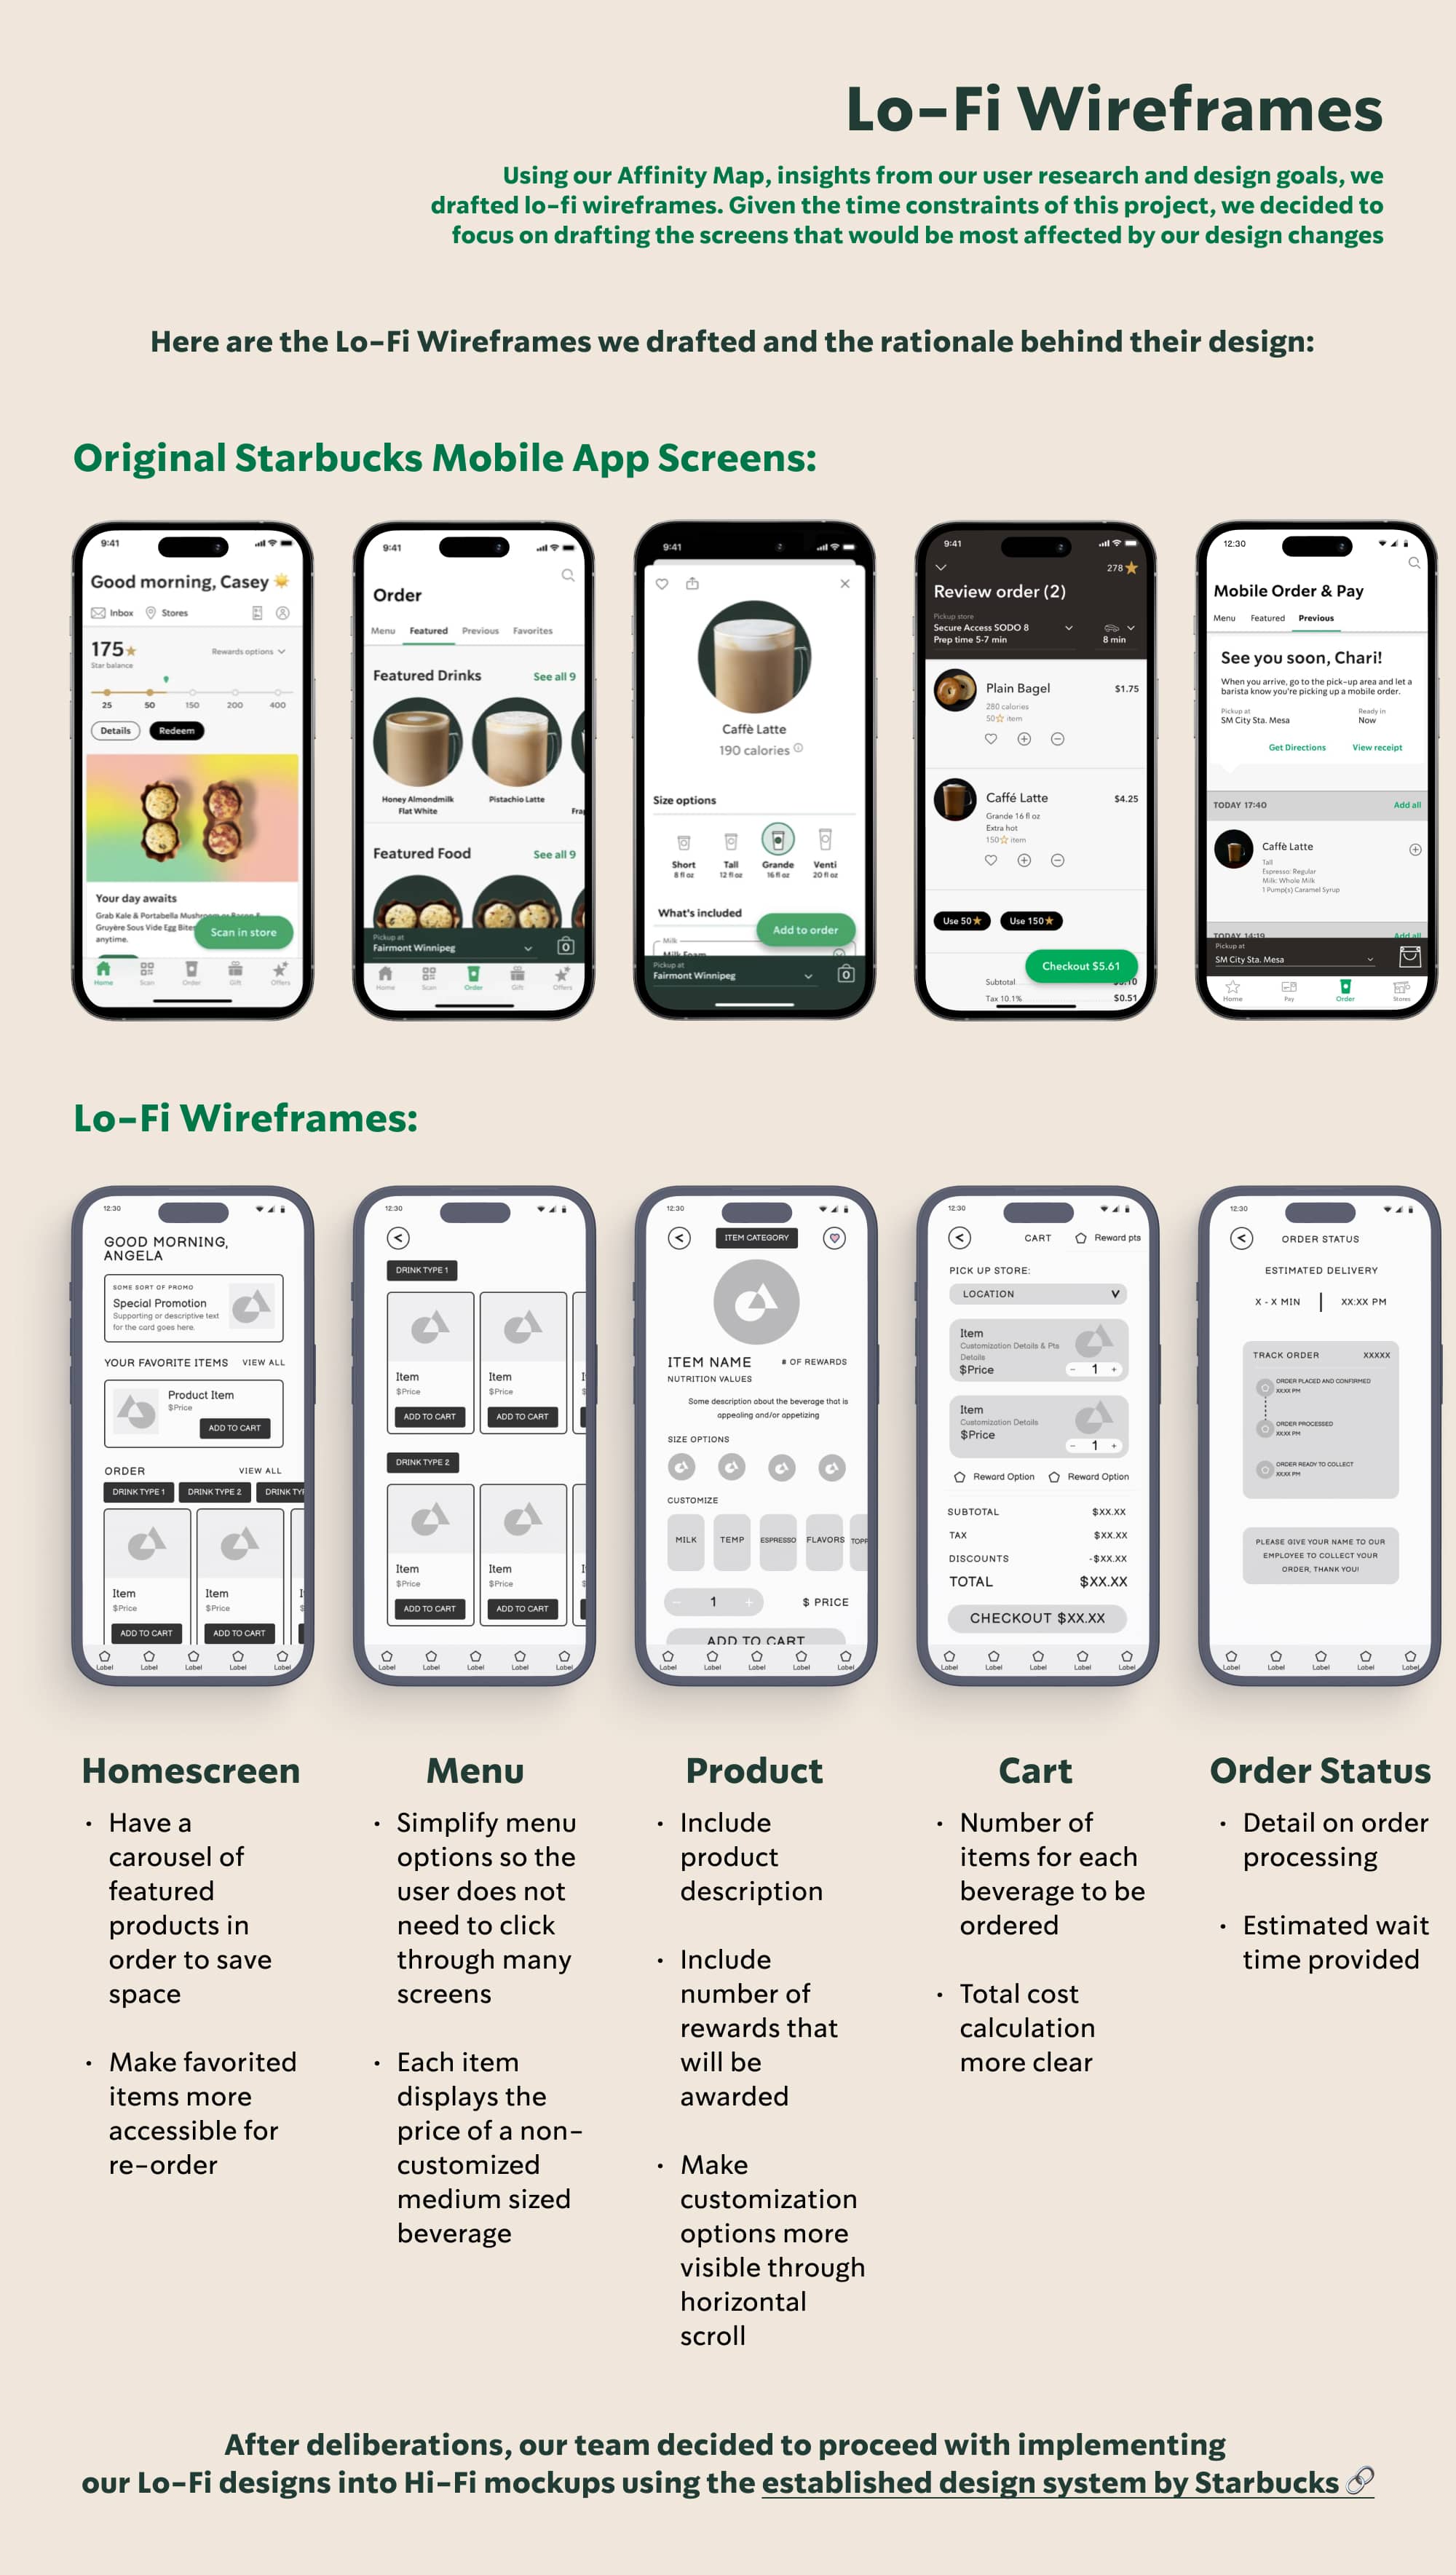 Lo-Fi Wireframes
Using our Affinity Map, insights from our user research and design goals, we
drafted lo-fi wireframes. Given the time constraints of this project, we decided to
focus on drafting the screens that would be most affected by our design changes
Here are the Lo-Fi Wireframes we drafted and the rationale behind their design:
Original Starbucks Mobile App Screens:
9:41
Good morning, Casey
Inbox Stores
175
Star balance
Rewards options
25 50 150 200 400
Details Redeem
Your day awaits
Grab Kale & Portabella
Gruyère Sous Vide Egg Bites
anytime.
Scan in store
Home Scan Order Gift Offers
9:41
Order
Menu Featured Previous Favorites
Featured Drinks See all 9
Honey Almondmilk
Flat White
Pistachio Latte
Featured Food See all 9
Pickup at
Fairmont Winnipeg
0
Home Scan Order Gift Offers
9:41
Caffè Latte
190 calories
Size options
Short Tall Grande Venti
8 fl oz 12 fl oz 16 fl oz 20 fl oz
What's included
Add to order
Milk
Milk Foam
Pickup at
Fairmont Winnipeg
0
9:41
278
Review order (2)
Pickup store
Secure Access SODO 8
Prep time 5-7 min
8 min
Plain Bagel $1.75
280 calories
50 item
Caffé Latte $4.25
Grande 16 fl oz
Extra hot
150 item
Use 50 Use 150
Checkout $5.61
Subtotal
Tax 10.1% $0.51
12:30
Mobile Order & Pay
Menu Featured Previous
See you soon, Chari!
When you arrive, go to the pick-up area and let a
barista know you're picking up a mobile order.
Pickup at Ready in
SM City Sta. Mesa Now
Get Directions View receipt
TODAY 17:40 Add all
Caffè Latte
Tall
Espresso: Regular
Milk: Whole Milk
1 Pump(s) Caramel Syrup
TODAY 14:19 Add all
Pickup at
SM City Sta. Mesa
Home Pay Order Stores
Lo-Fi Wireframes:
12:30
GOOD MORNING,
ANGELA
SOME SORT OF PROMO
Special Promotion
Supporting or descriptive text
for the card goes here.
YOUR FAVORITE ITEMS VIEW ALL
Product Item
$Price
ADD TO CART
ORDER VIEW ALL
DRINK TYPE 1 DRINK TYPE 2 DRINK TY
Item Item I
$Price $Price $
ADD TO CART ADD TO CART
Label Label Label Label Label
12:30
<
DRINK TYPE 1
Item Item I
$Price $Price $
ADD TO CART ADD TO CART
DRINK TYPE 2
Item Item I
$Price $Price $
ADD TO CART ADD TO CART
Label Label Label Label Label
12:30
< ITEM CATEGORY
ITEM NAME # OF REWARDS
NUTRITION VALUES
Some description about the beverage that is
appealing and/or appetizing
SIZE OPTIONS
CUSTOMIZE
MILK TEMP ESPRESSO FLAVORS TOPP
- 1 + $ PRICE
ADD TO CART
Label Label Label Label Label
12:30
< CART Reward pts
PICK UP STORE:
LOCATION V
Item
Customization Details & Pts
Details
$Price - 1 +
Item
Customization Details
$Price - 1 +
Reward Option Reward Option
SUBTOTAL $XX.XX
TAX $XX.XX
DISCOUNTS -$XX.XX
TOTAL $XX.XX
CHECKOUT $XX.XX
Label Label Label Label Label
12:30
< ORDER STATUS
ESTIMATED DELIVERY
X - X MIN | XX:XX PM
TRACK ORDER XXXXX
ORDER PLACED AND CONFIRMED
XX:XX PM
ORDER PROCESSED
XX:XX PM
ORDER READY TO COLLECT
XX:XX PM
PLEASE GIVE YOUR NAME TO OUR
EMPLOYEE TO COLLECT YOUR
ORDER, THANK YOU!
Label Label Label Label Label
Homescreen
• Have a
carousel of
featured
products in
order to save
space
• Make favorited
items more
accessible for
re-order
Menu
• Simplify menu
options so the
user does not
need to click
through many
screens
• Each item
displays the
price of a non-
customized
medium sized
beverage
Product
• Include
product
description
• Include
number of
rewards that
will be
awarded
• Make
customization
options more
visible through
horizontal
scroll
Cart
• Number of
items for each
beverage to be
ordered
• Total cost
calculation
more clear
Order Status
• Detail on order
processing
• Estimated wait
time provided
After deliberations, our team decided to proceed with implementing
our Lo-Fi designs into Hi-Fi mockups using the established design system by Starbucks